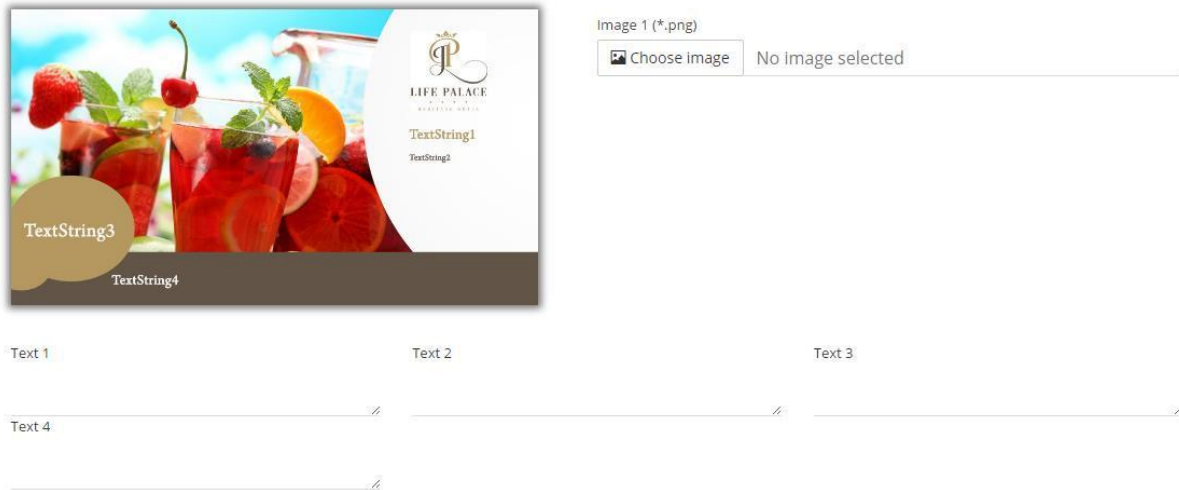 Image 1 (*.png)
Choose image No image selected
LIFE PALACE
TextString1
TextString2
TextString3
TextString4
Text 1 Text 2 Text 3
Text 4